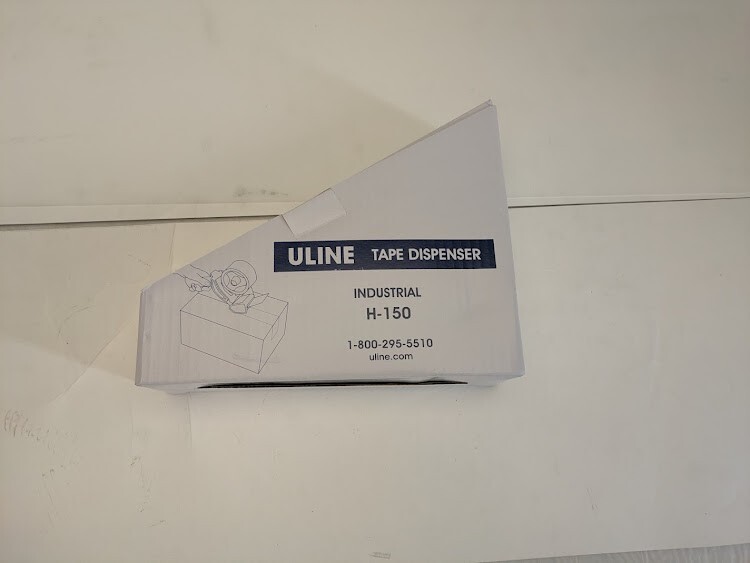 ULINE TAPE DISPENSER
INDUSTRIAL
H-150
1-800-295-5510
uline.com